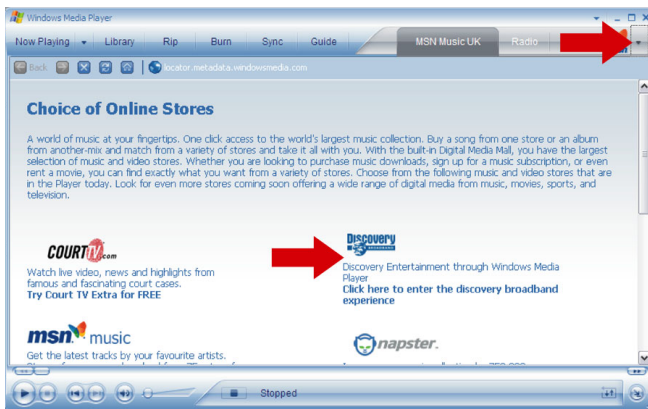 Windows Media Player
Now Playing Library Rip Burn Sync Guide MSN Music UK Radio
Back locator.metadata.windowsmedia.com
Choice of Online Stores
A world of music at your fingertips. One click access to the world's largest music collection. Buy a song from one store or an album
from another-mix and match from a variety of stores and take it all with you. With the built-in Digital Media Mall, you have the largest
selection of music and video stores. Whether you are looking to purchase music downloads, sign up for a music subscription, or even
rent a movie, you can find exactly what you want from a variety of stores. Choose from the following music and video stores that are
in the Player today. Look for even more stores coming soon offering a wide range of digital media from music, movies, sports, and
television.
COURT TV.com
Watch live video, news and highlights from
famous and fascinating court cases.
Try Court TV Extra for FREE
Discovery
BROADBAND
Discovery Entertainment through Windows Media
Player
Click here to enter the discovery broadband
experience
msn music
Get the latest tracks by your favourite artists.
napster.
Stopped